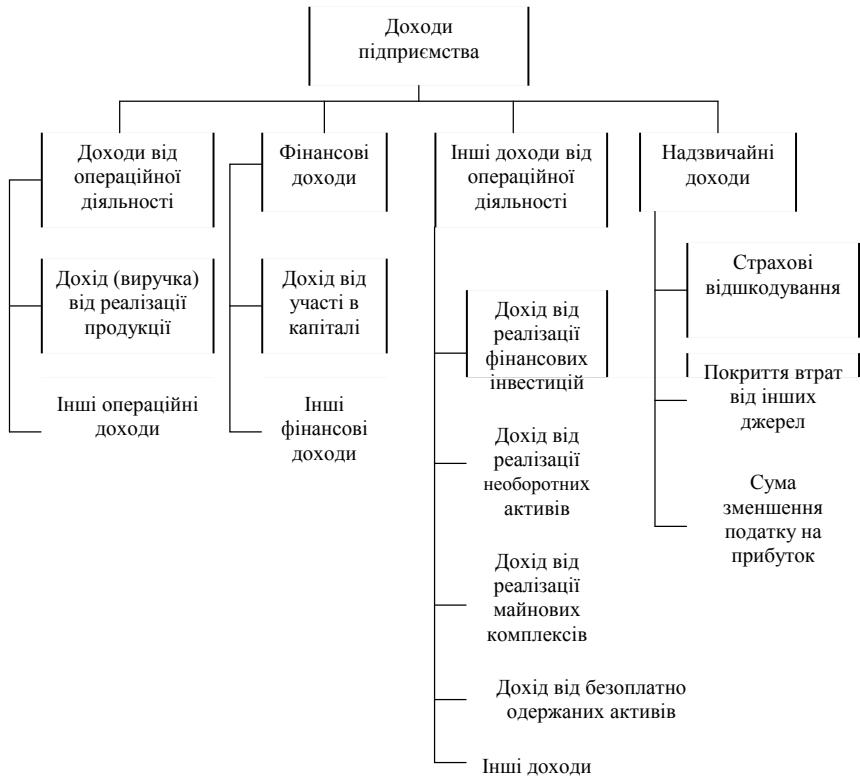 Доходи
підприємства
Доходи від
операційної
діяльності
Дохід (виручка)
від реалізації
продукції
Інші операційні
доходи
Фінансові
доходи
Дохід від
участі в
капіталі
Інші
фінансові
доходи
Інші доходи від
операційної
діяльності
Дохід від
реалізації
фінансових
інвестицій
Дохід від
реалізації
необоротних
активів
Дохід від
реалізації
майнових
комплексів
Дохід від безоплатно
одержаних активів
Інші доходи
Надзвичайні
доходи
Страхові
відшкодування
Покриття втрат
від інших
джерел
Сума
зменшення
податку на
прибуток